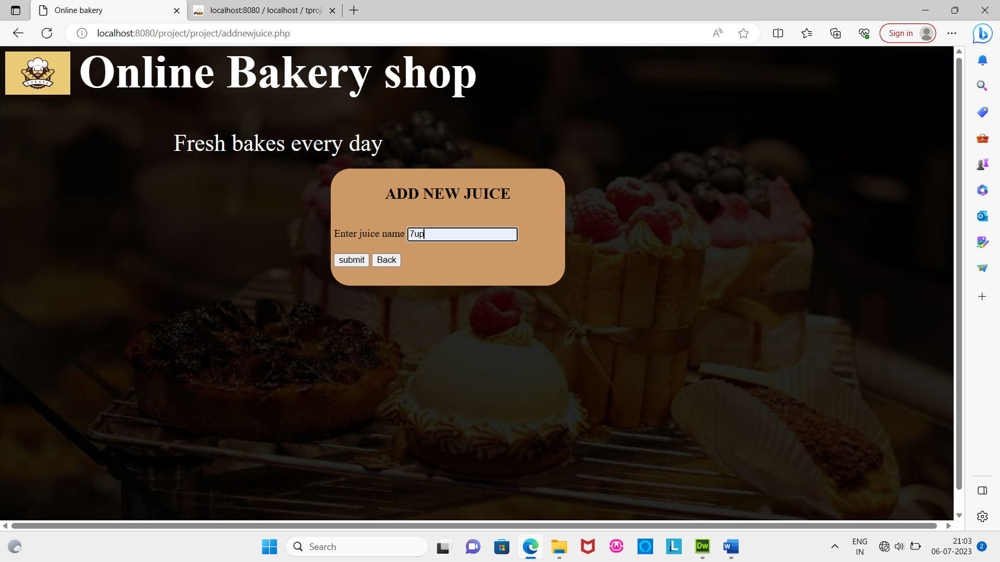 Online bakery
localhost:8080 / localhost / tproj
localhost:8080/project/project/addnewjuice.php
Sign in
bakery
Online Bakery shop
Fresh bakes every day
ADD NEW JUICE
Enter juice name 7up
submit Back
Search
Dw
W
ENG
IN
21:03
06-07-2023
2